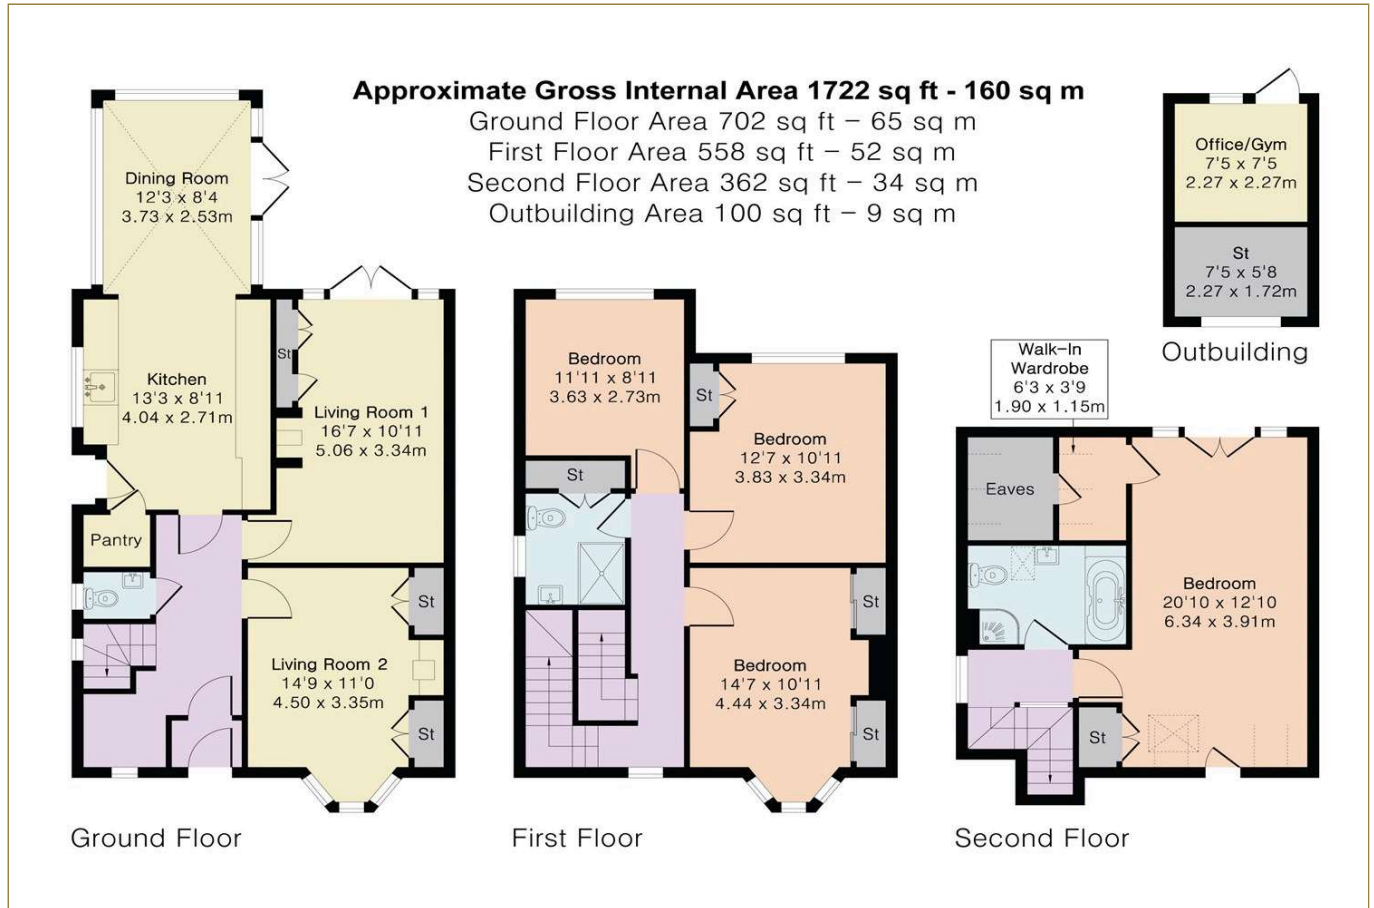 Approximate Gross Internal Area 1722 sq ft - 160 sq m
Ground Floor Area 702 sq ft – 65 sq m
First Floor Area 558 sq ft – 52 sq m
Second Floor Area 362 sq ft – 34 sq m
Outbuilding Area 100 sq ft – 9 sq m
Dining Room
12'3 x 8'4
3.73 x 2.53m
Kitchen
13'3 x 8'11
4.04 x 2.71m
St
Living Room 1
16'7 x 10'11
5.06 x 3.34m
Pantry
St
Living Room 2
14'9 x 11'0
4.50 x 3.35m
St
Ground Floor
Bedroom
11'11 x 8'11
3.63 x 2.73m
St
Bedroom
12'7 x 10'11
3.83 x 3.34m
St
St
Bedroom
14'7 x 10'11
4.44 x 3.34m
St
First Floor
Office/Gym
7'5 x 7'5
2.27 x 2.27m
St
7'5 x 5'8
2.27 x 1.72m
Outbuilding
Walk-In
Wardrobe
6'3 x 3'9
1.90 x 1.15m
Eaves
Bedroom
20'10 x 12'10
6.34 x 3.91m
St
Second Floor